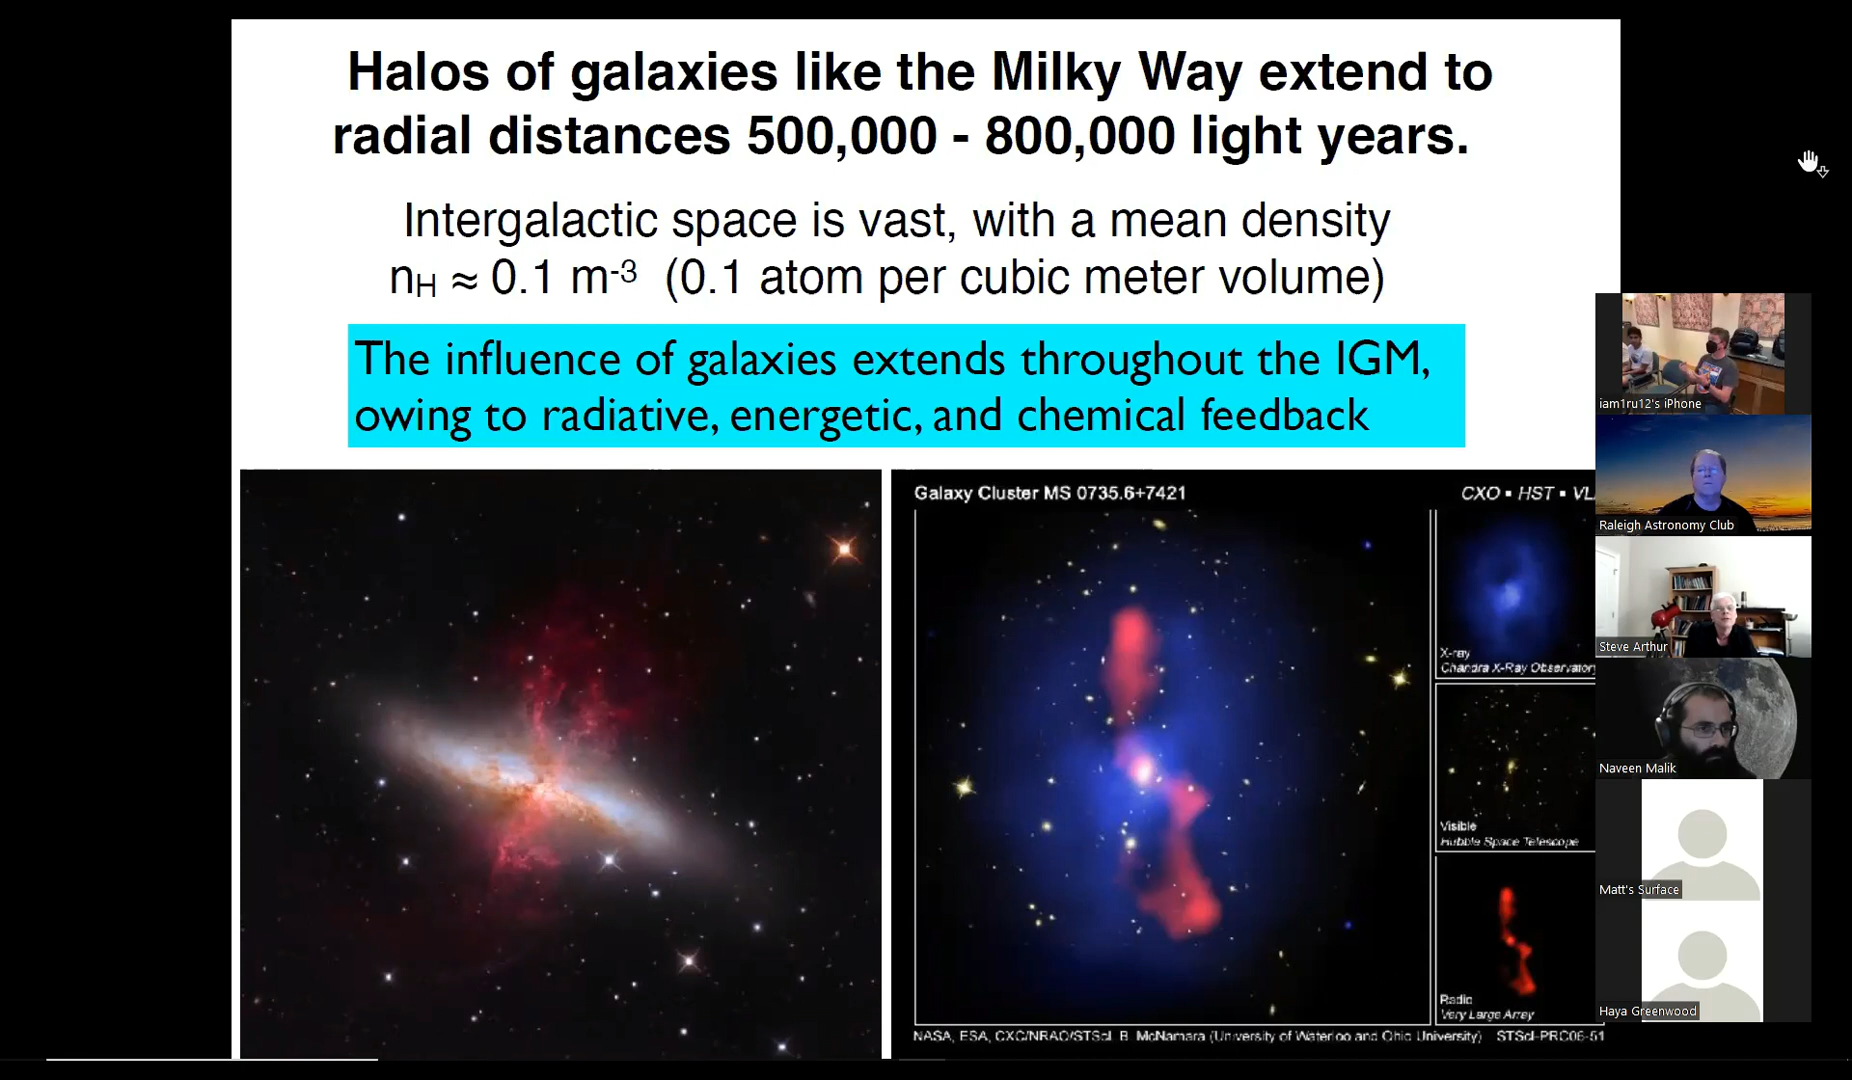 Halos of galaxies like the Milky Way extend to
radial distances 500,000 - 800,000 light years.
Intergalactic space is vast, with a mean density
nH ≈ 0.1 m-3 (0.1 atom per cubic meter volume)
The influence of galaxies extends throughout the IGM,
owing to radiative, energetic, and chemical feedback
Galaxy Cluster MS 0735.6+7421
CXO ▪ HST ▪ VL
X-ray
Chandra X-Ray Observatory
Visible
Hubble Space Telescope
Radio
Very Large Array
NASA, ESA, CXC/NRAO/STScI, B. McNamara (University of Waterloo and Ohio University) STScI-PRC06-51
iam1ru12's iPhone
Raleigh Astronomy Club
Steve Arthur
Naveen Malik
Matt's Surface
Haya Greenwood